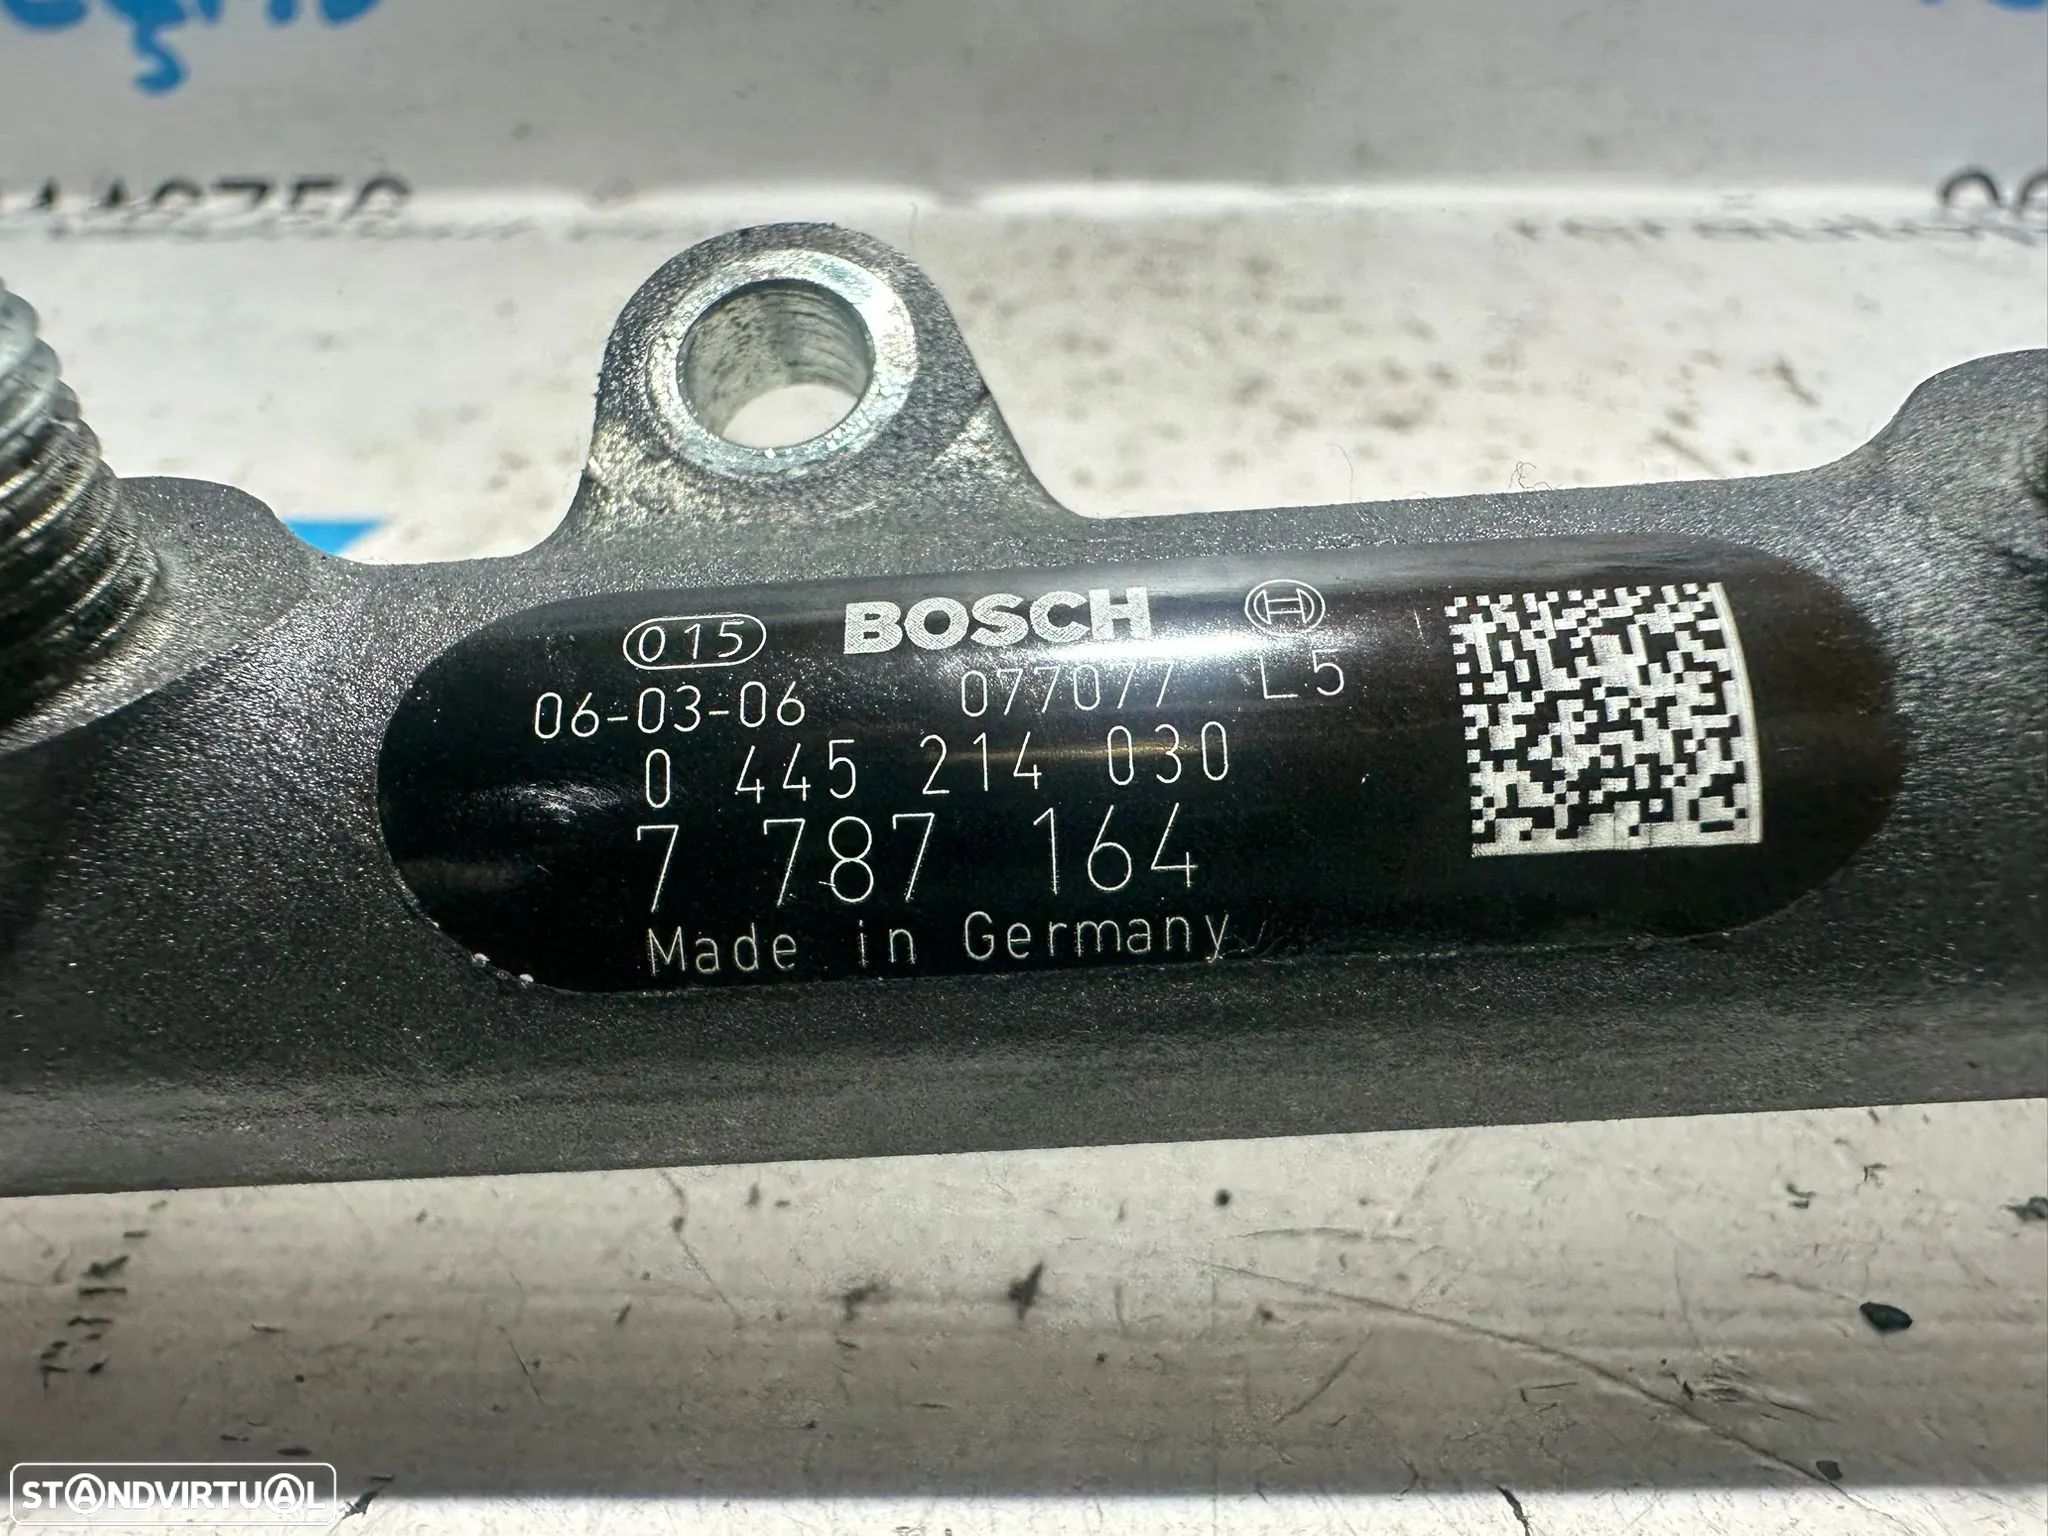 015 BOSCH
06-03-06 077077 L5
0 445 214 030
7 787 164
Made in Germany
STANDVIRTUAL